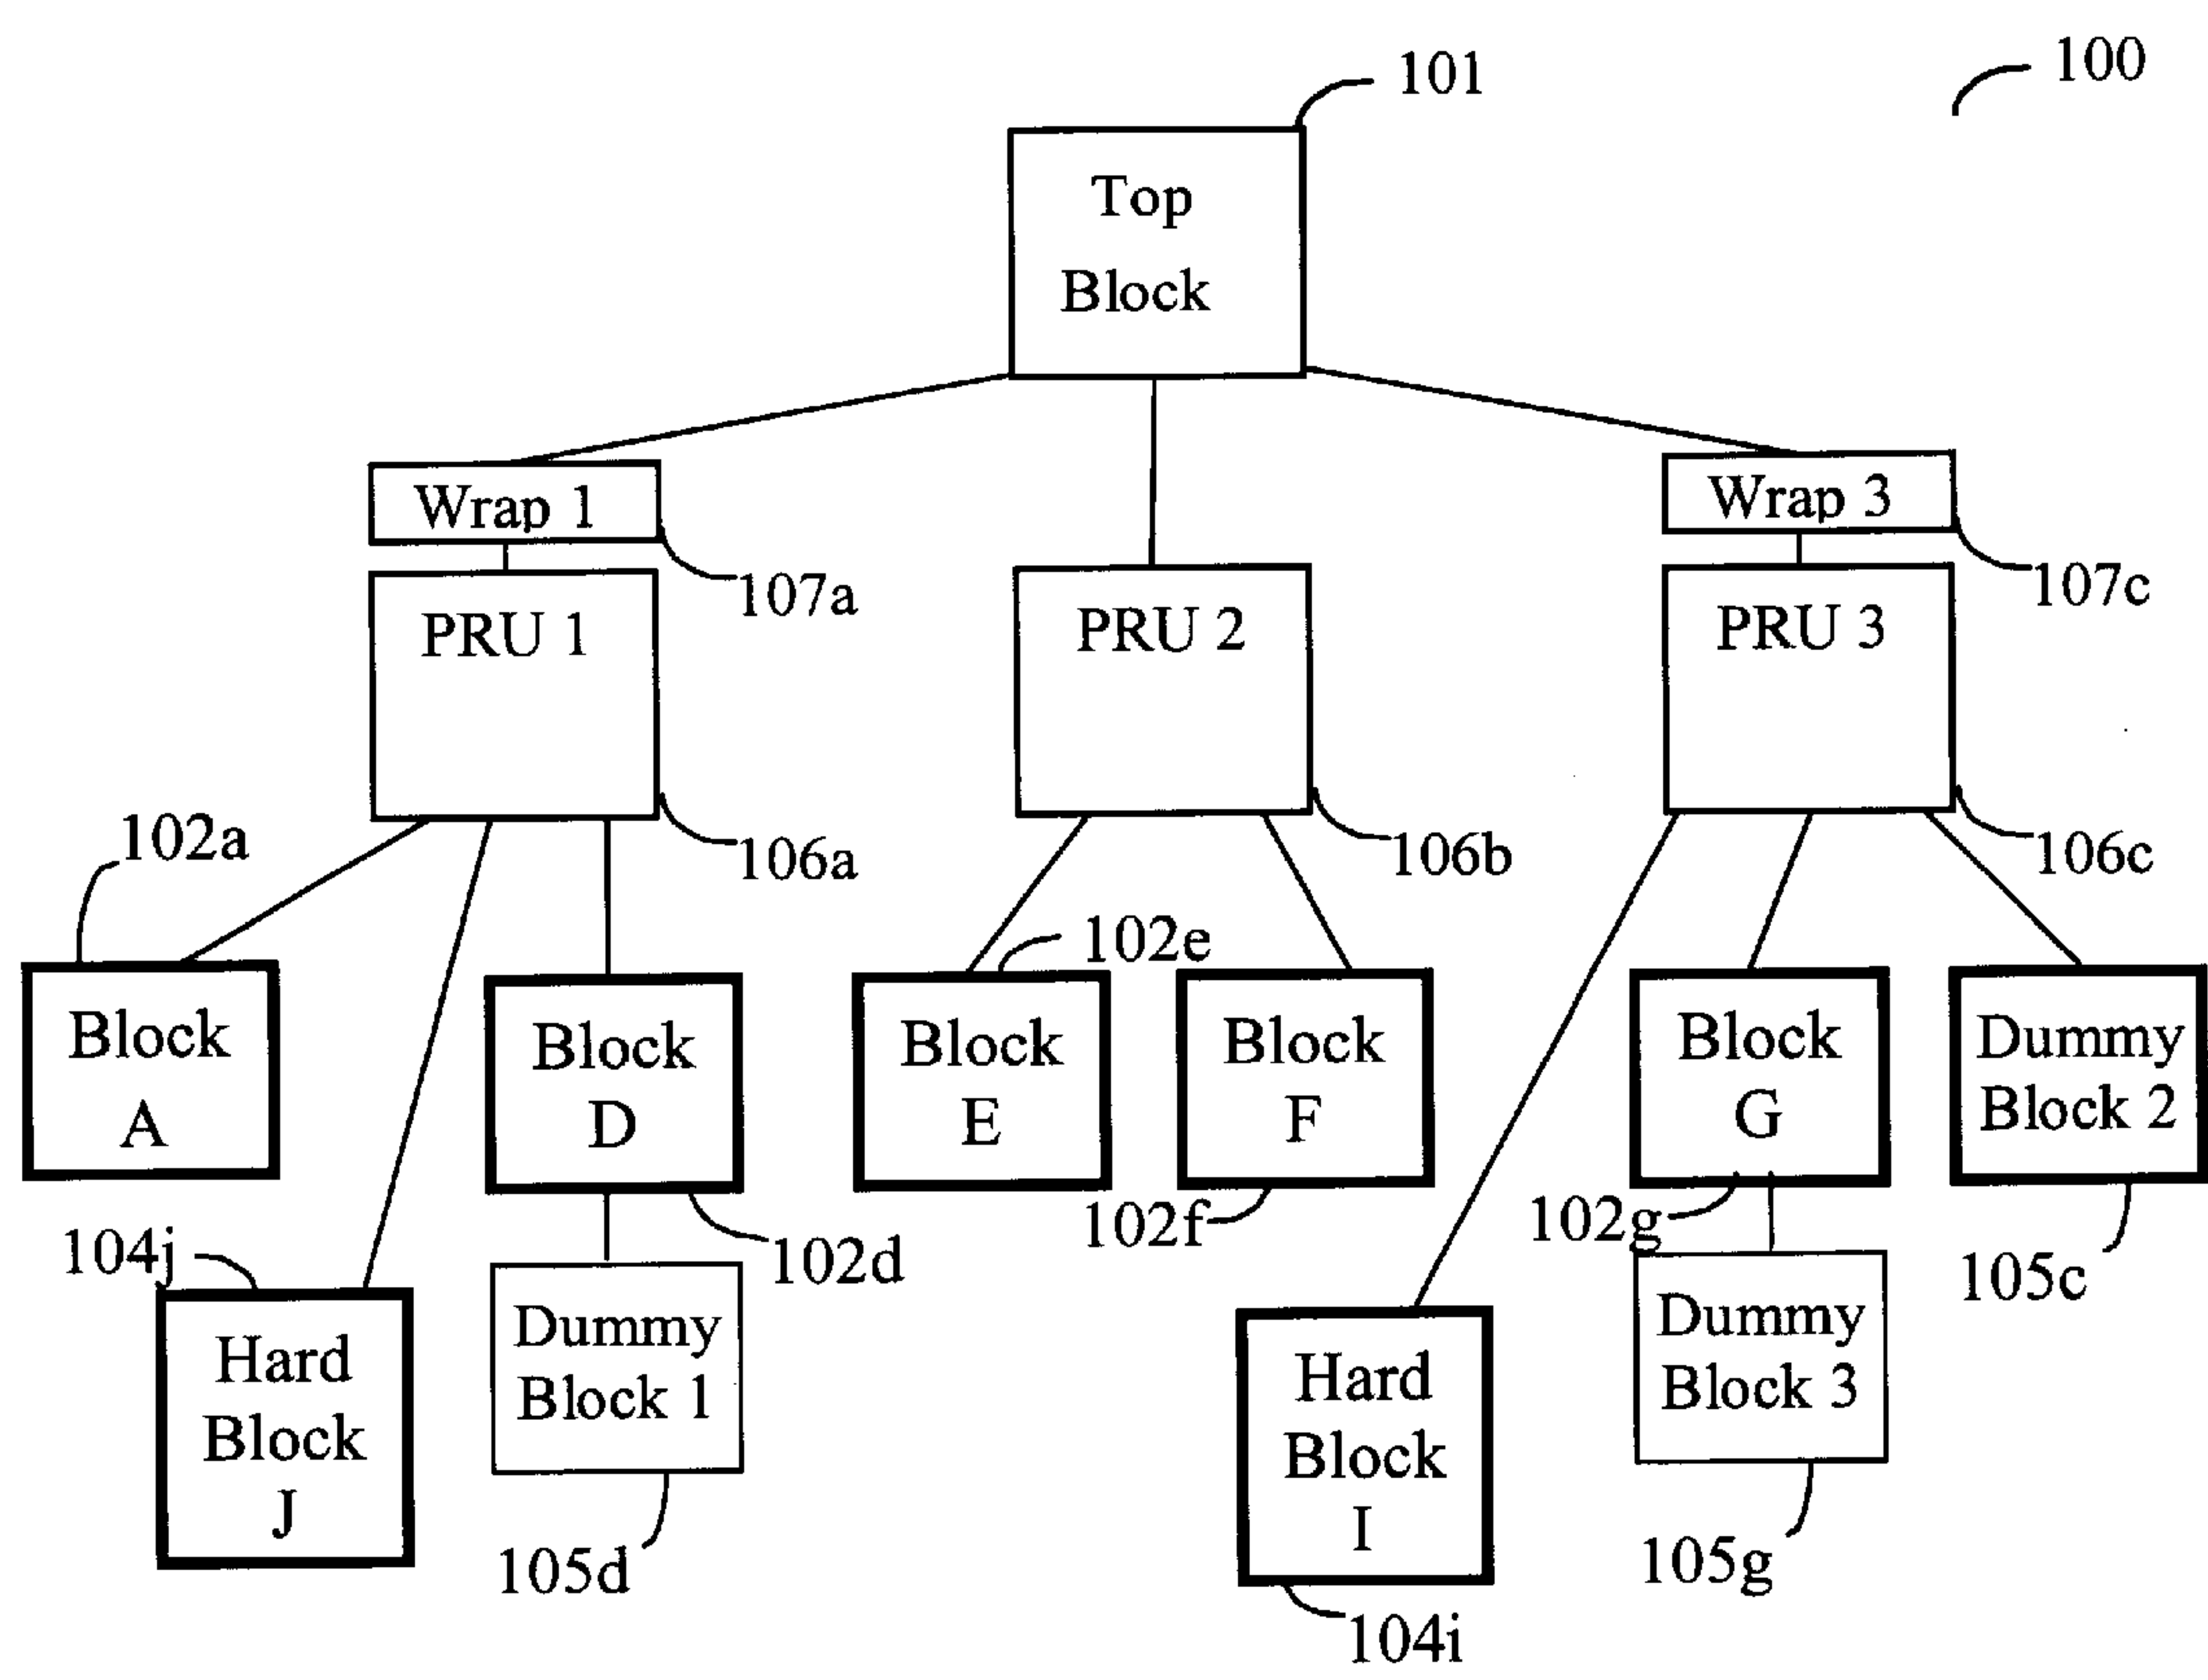 100
101
Top
Block
Wrap 1
Wrap 3
107a
107c
PRU 1
PRU 2
PRU 3
102a
106a
106b
106c
102e
Block
A
Block
D
Block
E
Block
F
Block
G
Dummy
Block 2
102f
102g
104j
102d
105c
Hard
Block
J
Dummy
Block 1
Hard
Block
I
Dummy
Block 3
105d
105g
104i